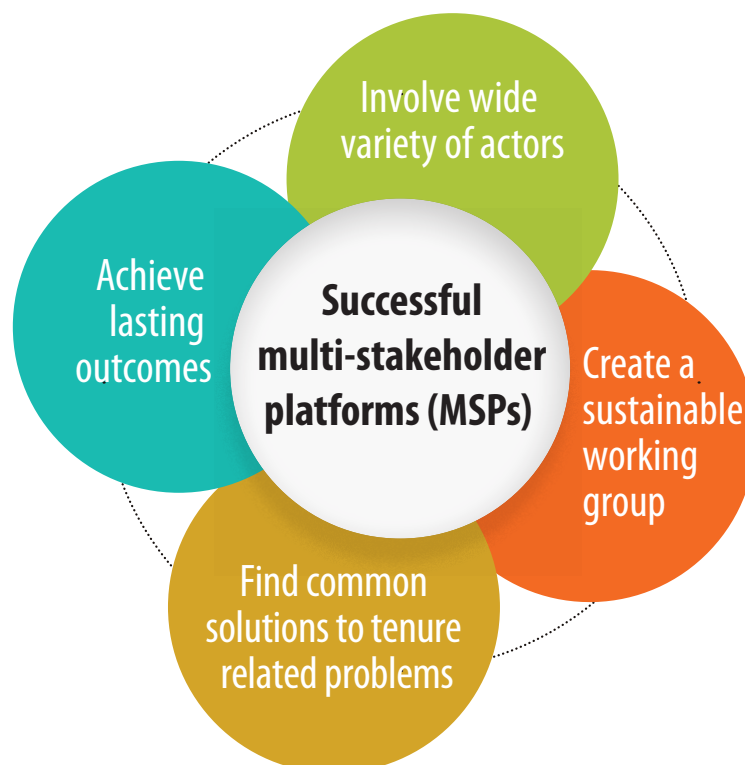 Involve wide
variety of actors
Achieve
lasting
outcomes
Successful
multi-stakeholder
platforms (MSPs)
Create a
sustainable
working
group
Find common
solutions to tenure
related problems